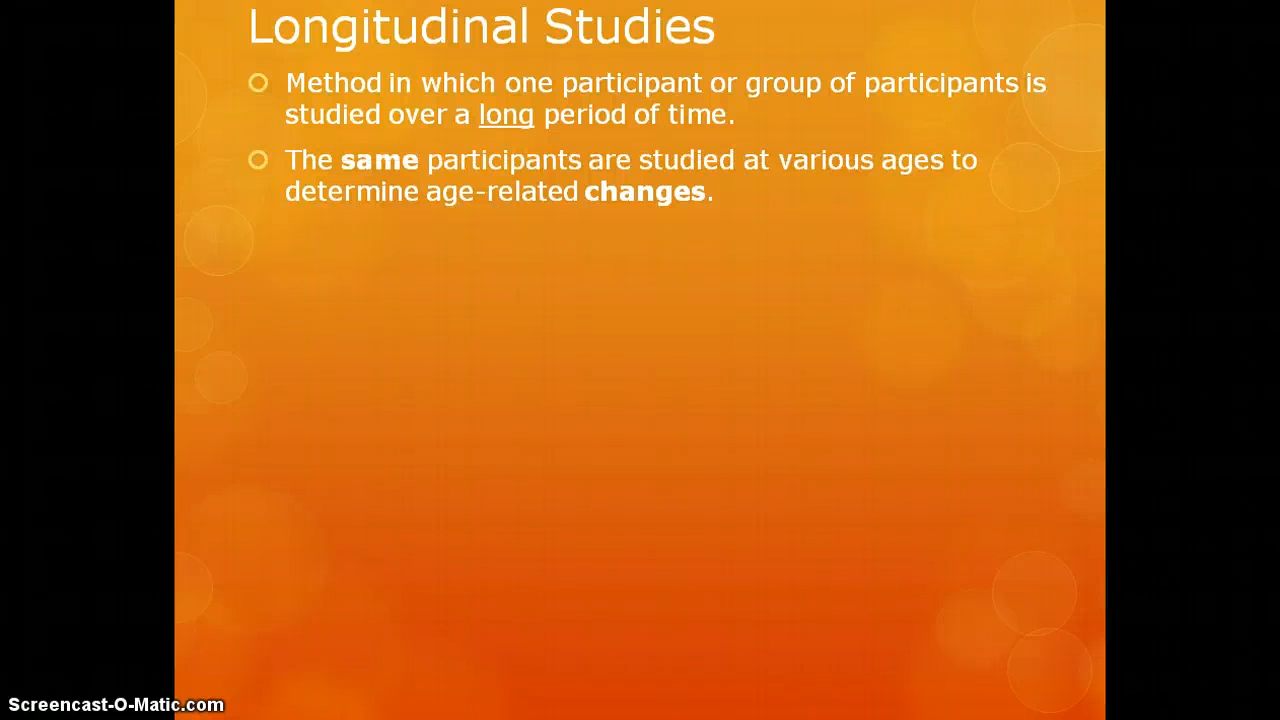 Longitudinal Studies
Method in which one participant or group of participants is
studied over a long period of time.
The same participants are studied at various ages to
determine age-related changes.
Screencast-O-Matic.com